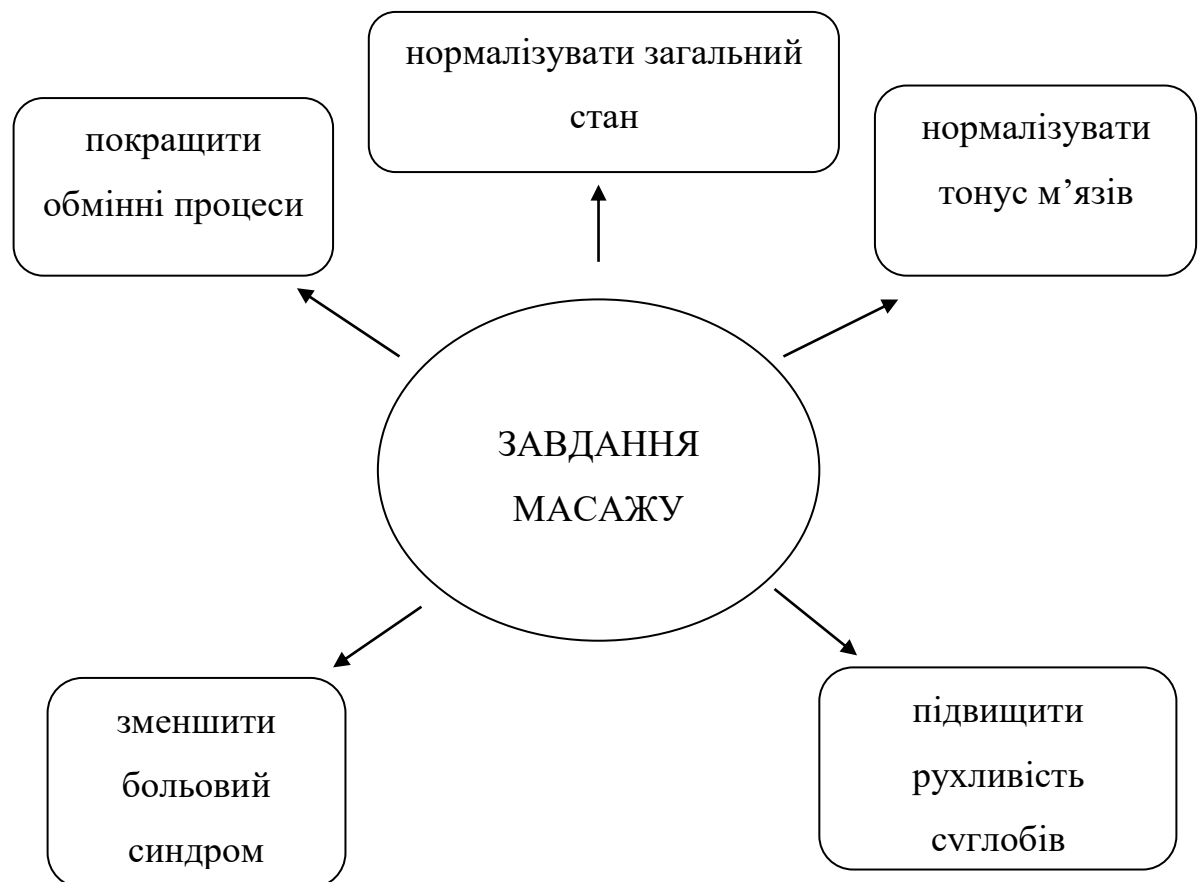 нормалізувати загальний
стан
покращити
обмінні процеси
нормалізувати
тонус м’язів
ЗАВДАННЯ
МАСАЖУ
зменшити
больовий
синдром
підвищити
рухливість
суглобів